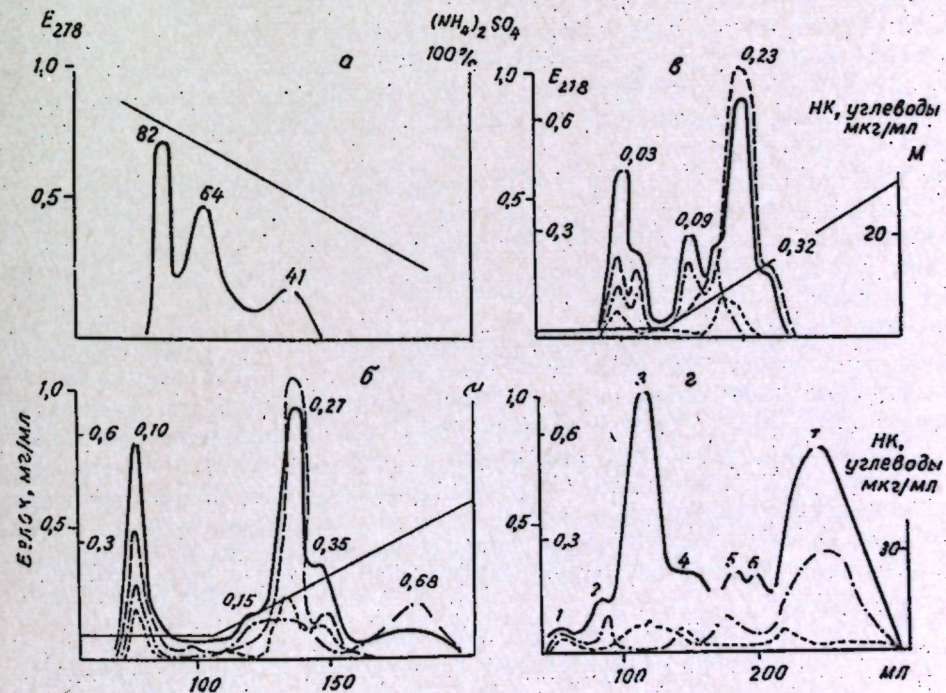 E278
(NH4)2SO4
100%
а
1,0
0,5
82
64
41
1,0
E278
в
0,6
0,5
0,3
0,03
0,09
0,23
0,32
НК, углеводы
мкг/мл
М
20
б
1,0
0,6
0,5
0,3
Белок, мг/мл
0,10
0,15
0,27
0,35
0,68
100
150
г
1,0
0,6
0,5
0,3
1
2
3
4
5
6
7
НК,
углеводы
мкг/мл
30
100
200
мл